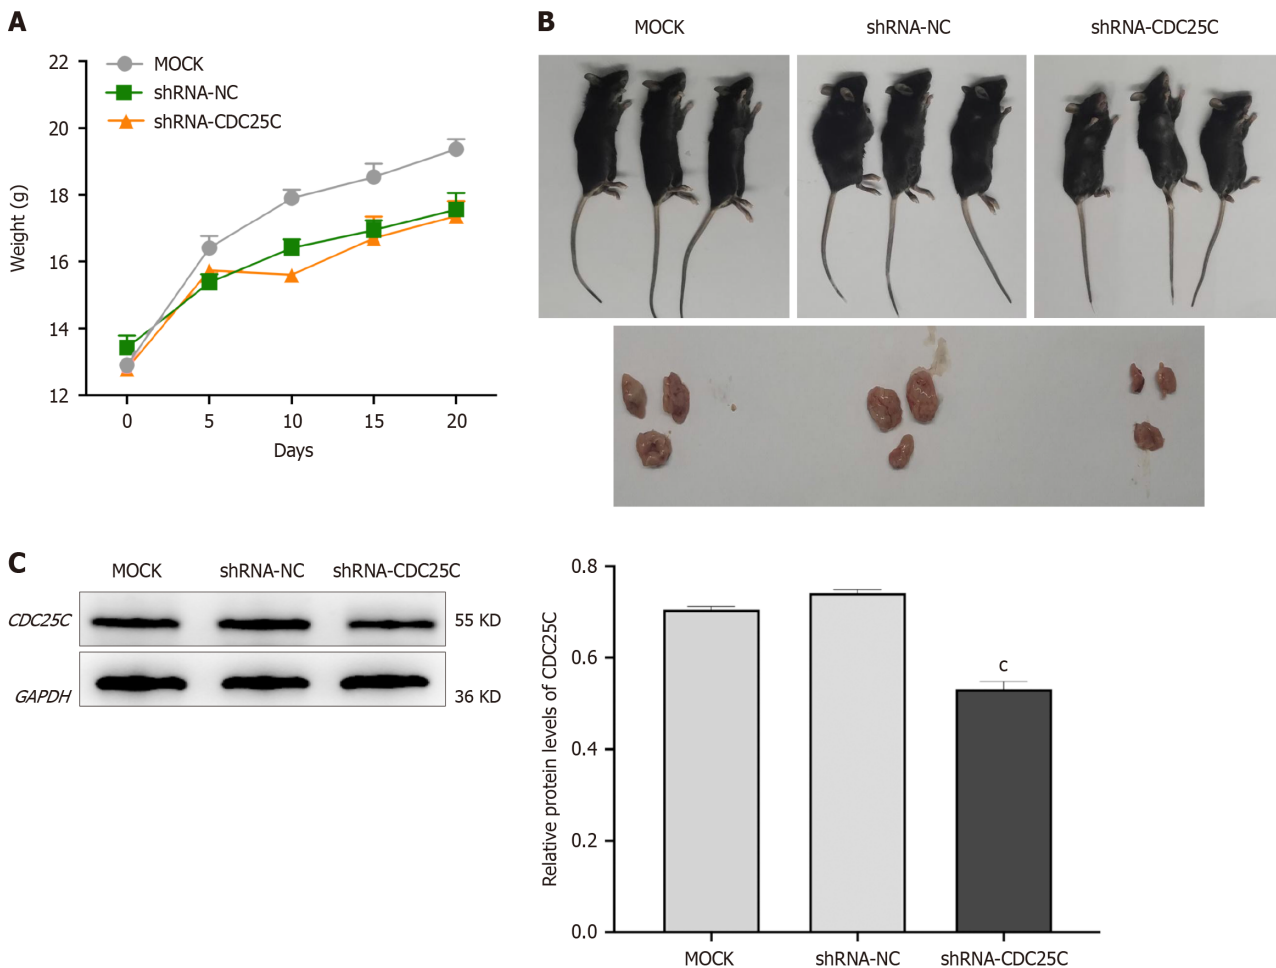 A
22
20
18
16
14
12
Weight (g)
MOCK
shRNA-NC
shRNA-CDC25C
0 5 10 15 20
Days
B
MOCK shRNA-NC shRNA-CDC25C
C
MOCK shRNA-NC shRNA-CDC25C
CDC25C 55 KD
GAPDH 36 KD
0.8
0.6
0.4
0.2
0.0
Relative protein levels of CDC25C
c
MOCK shRNA-NC shRNA-CDC25C